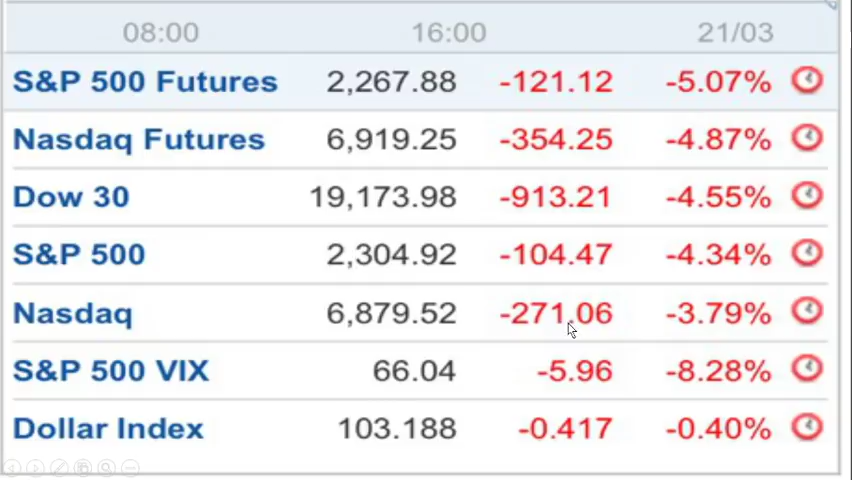 08:00 16:00 21/03
S&P 500 Futures 2,267.88 -121.12 -5.07%
Nasdaq Futures 6,919.25 -354.25 -4.87%
Dow 30 19,173.98 -913.21 -4.55%
S&P 500 2,304.92 -104.47 -4.34%
Nasdaq 6,879.52 -271.06 -3.79%
S&P 500 VIX 66.04 -5.96 -8.28%
Dollar Index 103.188 -0.417 -0.40%